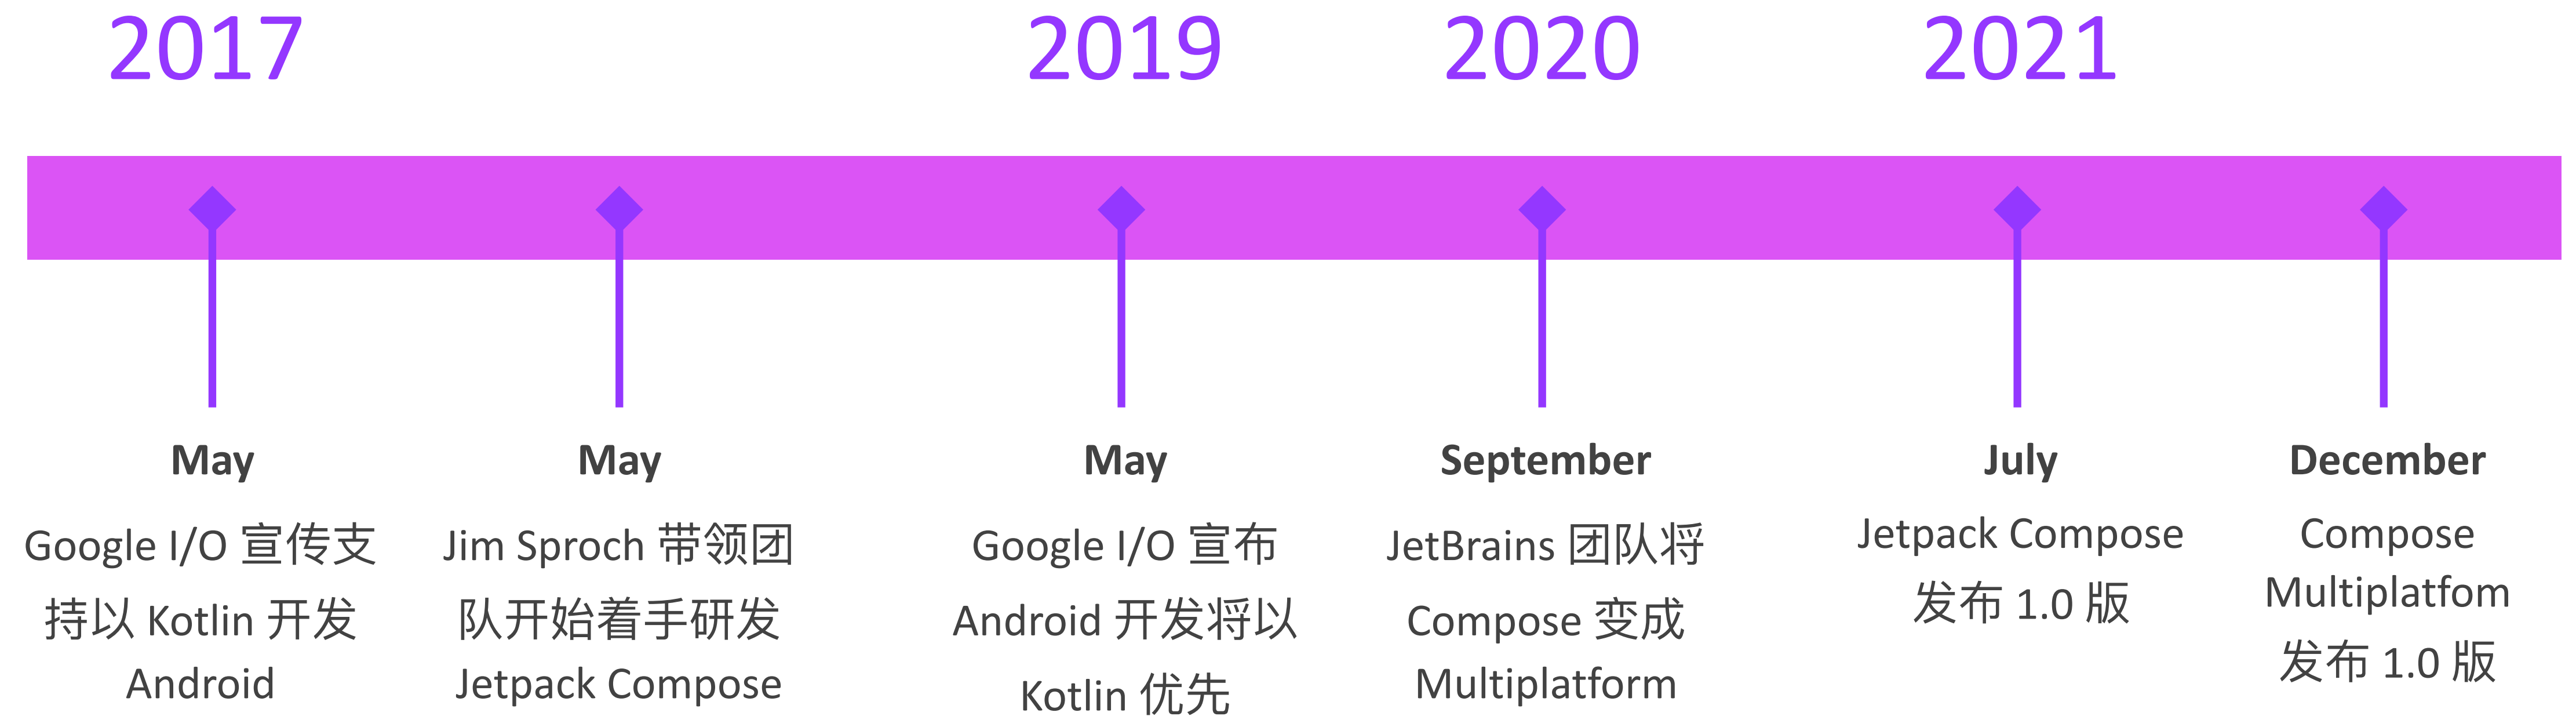 2017
2019
2020
2021
May
Google I/O 宣传支
持以 Kotlin 开发
Android
May
Jim Sproch 带领团
队开始着手研发
Jetpack Compose
May
Google I/O 宣布
Android 开发将以
Kotlin 优先
September
JetBrains 团队将
Compose 变成
Multiplatform
July
Jetpack Compose
发布 1.0 版
December
Compose
Multiplatfom
发布 1.0 版